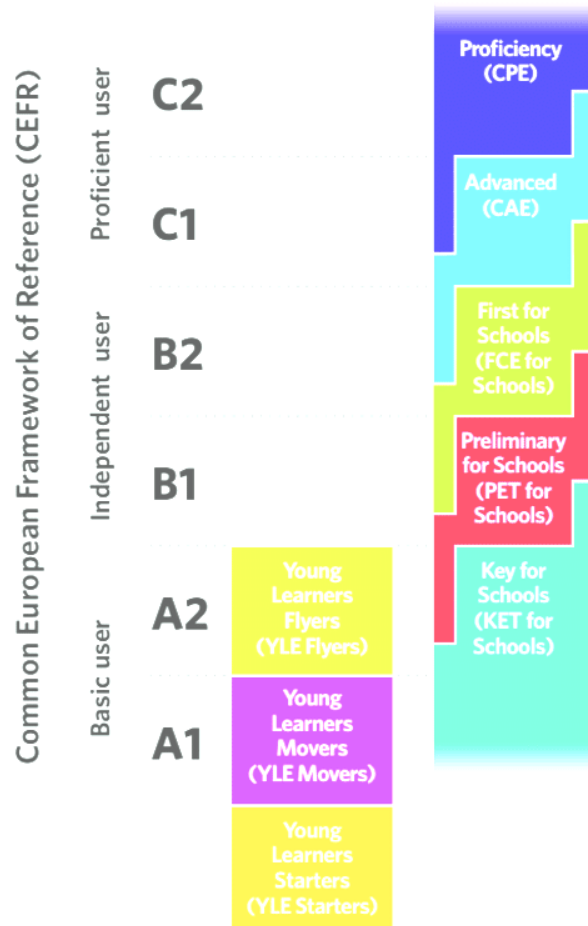 Common European Framework of Reference (CEFR)
Proficient user
Independent user
Basic user
C2
C1
B2
B1
A2
A1
Young
Learners
Flyers
(YLE Flyers)
Young
Learners
Movers
(YLE Movers)
Young
Learners
Starters
(YLE Starters)
Proficiency
(CPE)
Advanced
(CAE)
First for
Schools
(FCE for
Schools)
Preliminary
for Schools
(PET for
Schools)
Key for
Schools
(KET for
Schools)